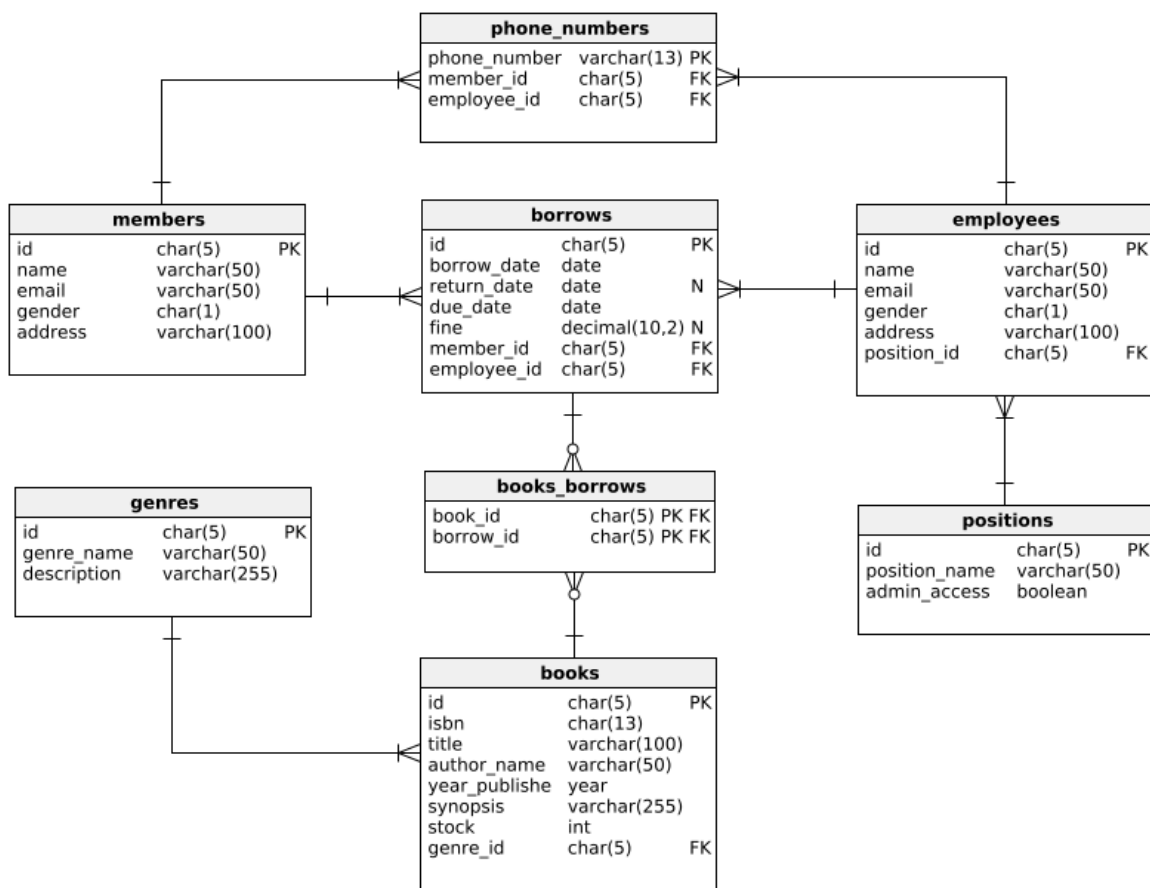 phone_numbers
phone_number varchar(13) PK
member_id char(5) FK
employee_id char(5) FK
members
id char(5) PK
name varchar(50)
email varchar(50)
gender char(1)
address varchar(100)
borrows
id char(5) PK
borrow_date date
return_date date N
due_date date
fine decimal(10,2) N
member_id char(5) FK
employee_id char(5) FK
employees
id char(5) PK
name varchar(50)
email varchar(50)
gender char(1)
address varchar(100)
position_id char(5) FK
genres
id char(5) PK
genre_name varchar(50)
description varchar(255)
books_borrows
book_id char(5) PK FK
borrow_id char(5) PK FK
positions
id char(5) PK
position_name varchar(50)
admin_access boolean
books
id char(5) PK
isbn char(13)
title varchar(100)
author_name varchar(50)
year_publishe year
synopsis varchar(255)
stock int
genre_id char(5) FK